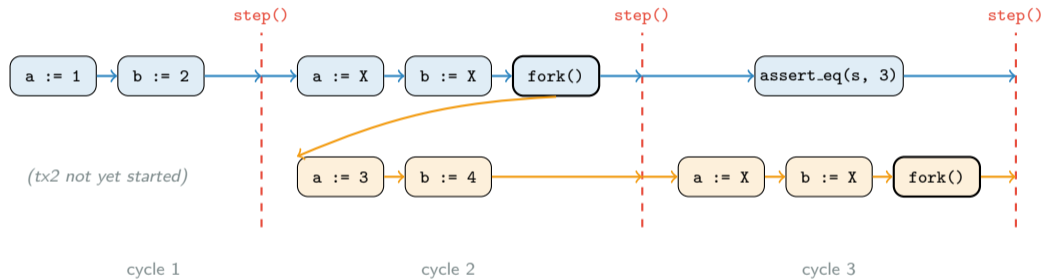 step() step() step()
a := 1 b := 2 a := X b := X fork() assert_eq(s, 3)
(tx2 not yet started) a := 3 b := 4 a := X b := X fork()
cycle 1 cycle 2 cycle 3